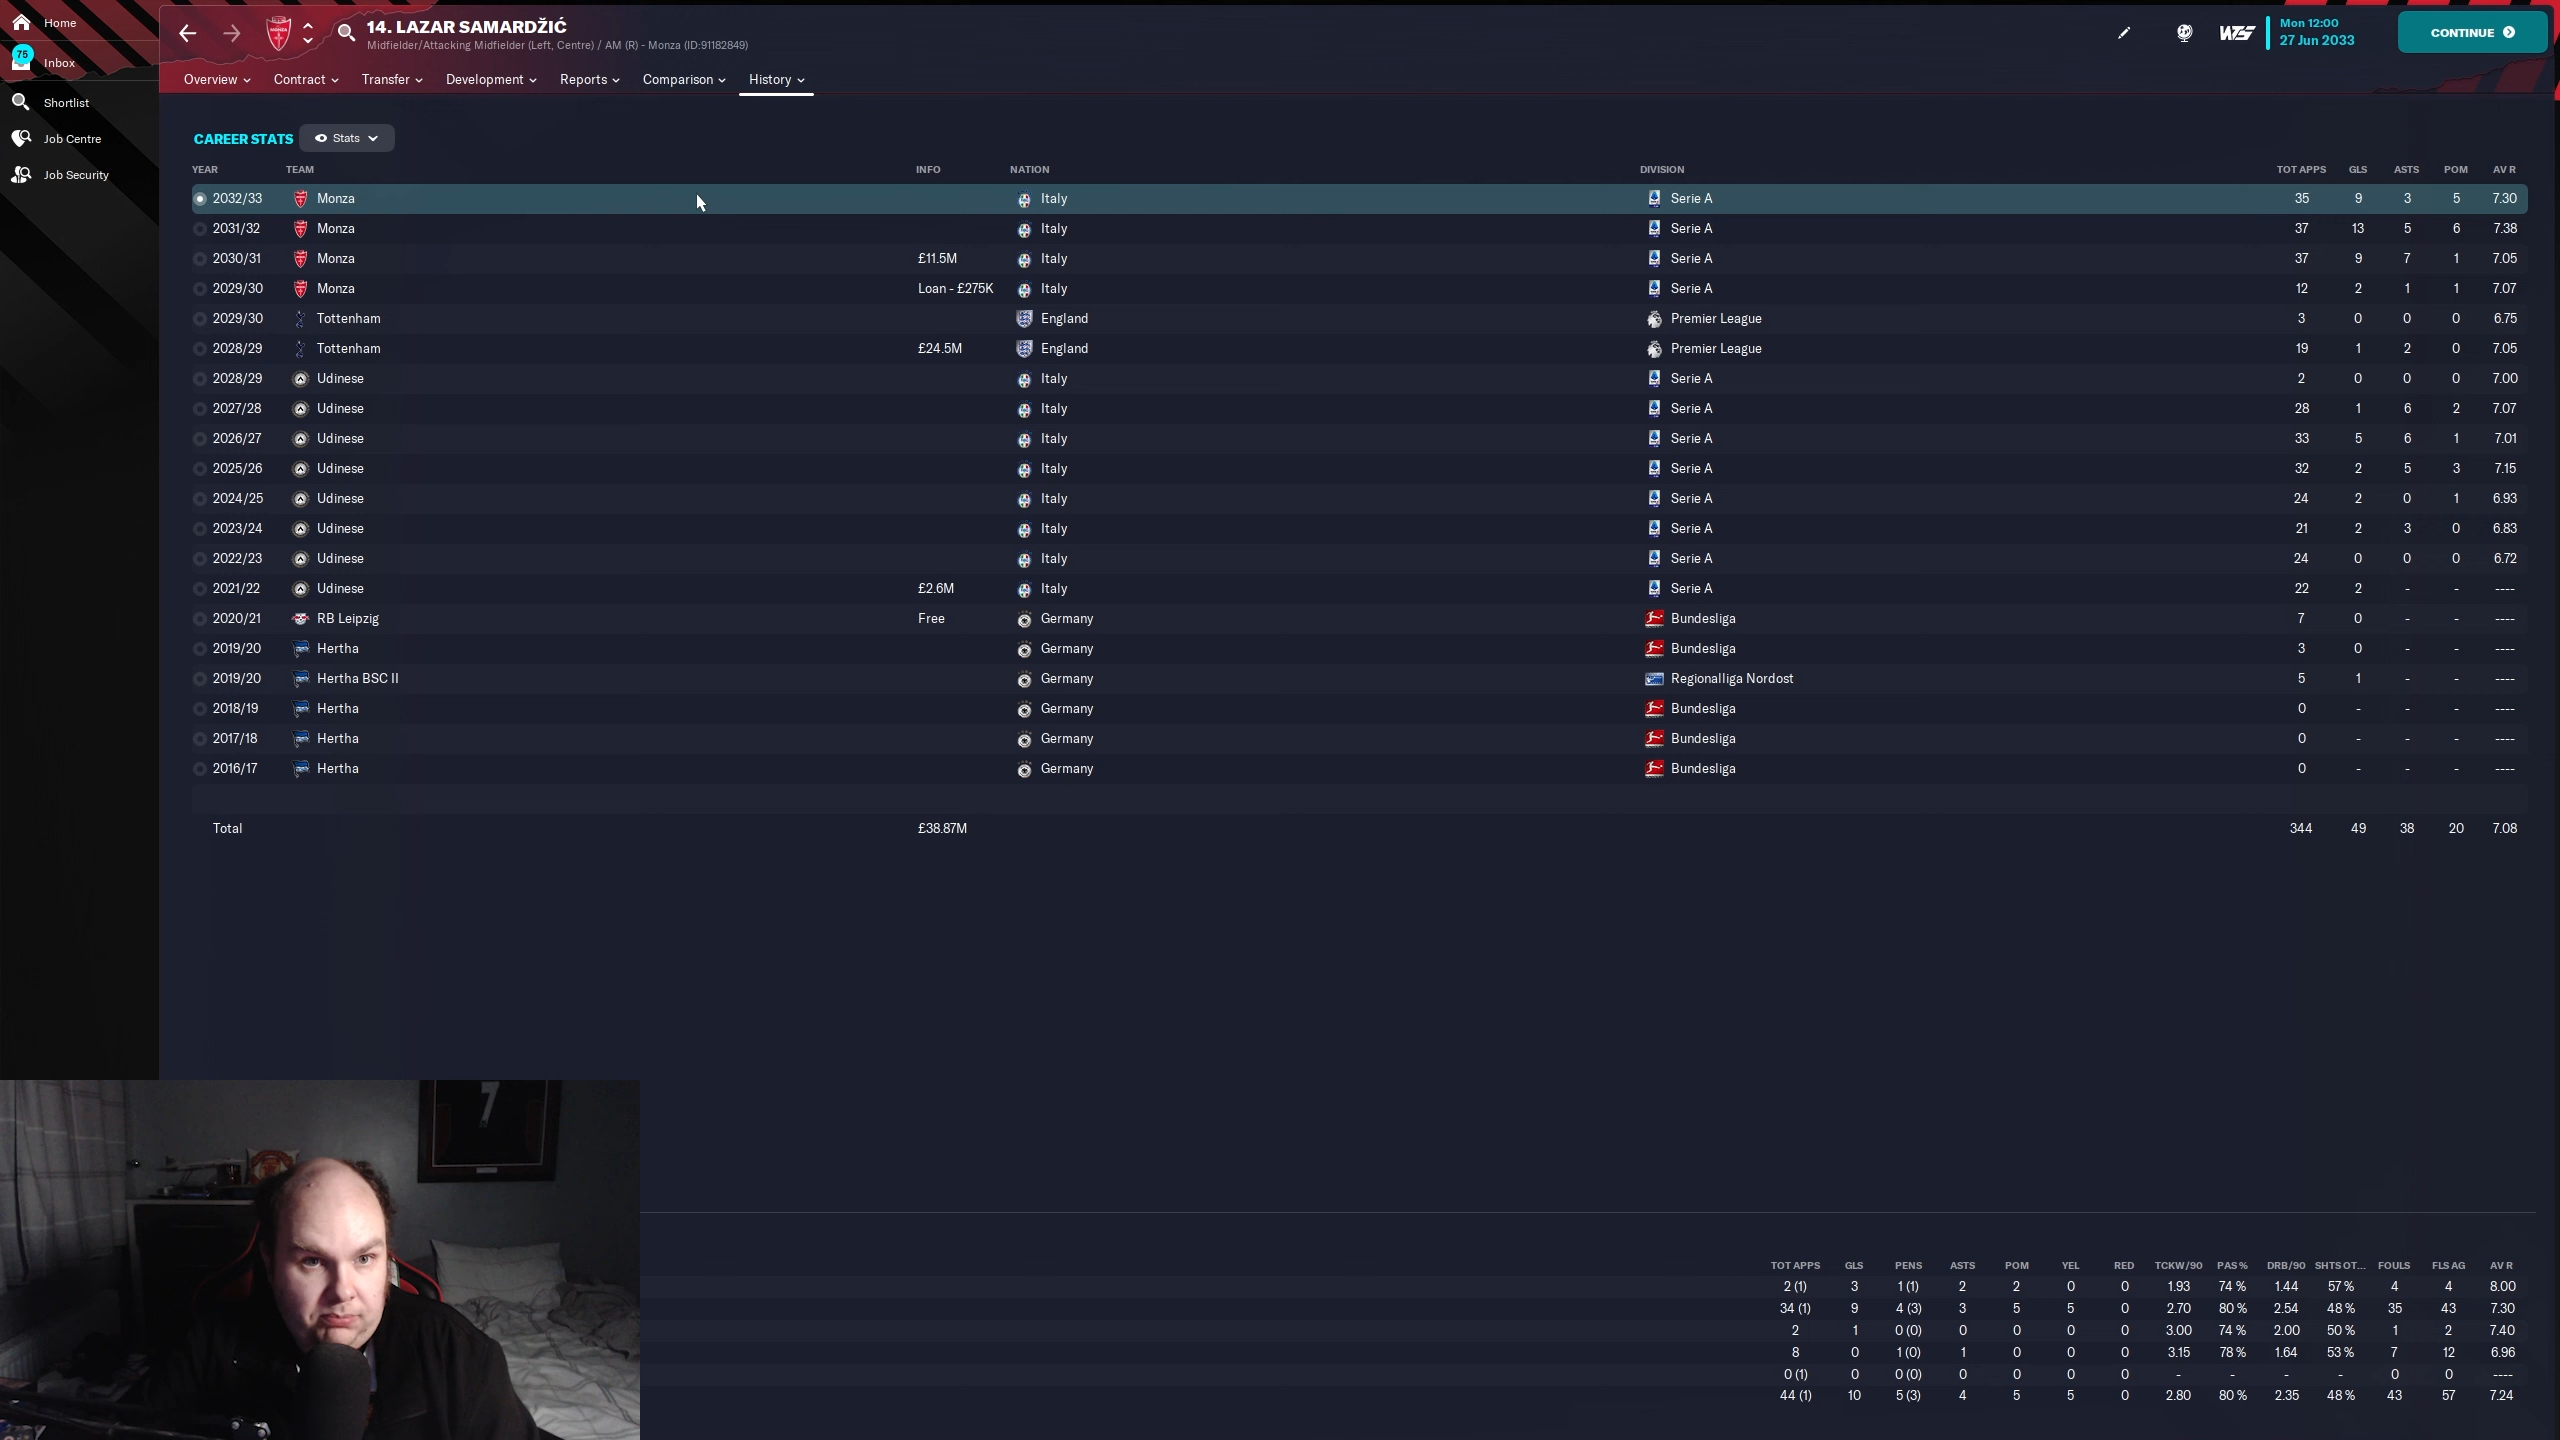 Home
75
Inbox
Shortlist
Job Centre
Job Security
14. LAZAR SAMARDŽIĆ
Midfielder/Attacking Midfielder (Left, Centre) / AM (R) - Monza (ID:91182849)
Mon 12:00
27 Jun 2033
CONTINUE
Overview Contract Transfer Development Reports Comparison History
CAREER STATS Stats
YEAR TEAM INFO NATION DIVISION TOT APPS GLS ASTS POM AV R
2032/33 Monza Italy Serie A 35 9 3 5 7.30
2031/32 Monza Italy Serie A 37 13 5 6 7.38
2030/31 Monza £11.5M Italy Serie A 37 9 7 1 7.05
2029/30 Monza Loan - £275K Italy Serie A 12 2 1 1 7.07
2029/30 Tottenham England Premier League 3 0 0 0 6.75
2028/29 Tottenham £24.5M England Premier League 19 1 2 0 7.05
2028/29 Udinese Italy Serie A 2 0 0 0 7.00
2027/28 Udinese Italy Serie A 28 1 6 2 7.07
2026/27 Udinese Italy Serie A 33 5 6 1 7.01
2025/26 Udinese Italy Serie A 32 2 5 3 7.15
2024/25 Udinese Italy Serie A 24 2 0 1 6.93
2023/24 Udinese Italy Serie A 21 2 3 0 6.83
2022/23 Udinese Italy Serie A 24 0 0 0 6.72
2021/22 Udinese £2.6M Italy Serie A 22 2 - - ----
2020/21 RB Leipzig Free Germany Bundesliga 7 0 - - ----
2019/20 Hertha Germany Bundesliga 3 0 - - ----
2019/20 Hertha BSC II Germany Regionalliga Nordost 5 1 - - ----
2018/19 Hertha Germany Bundesliga 0 - - - ----
2017/18 Hertha Germany Bundesliga 0 - - - ----
2016/17 Hertha Germany Bundesliga 0 - - - ----
Total £38.87M 344 49 38 20 7.08
7
TOT APPS GLS PENS ASTS POM YEL RED TCKW/90 PAS % DRB/90 SHTS OT... FOULS FLS AG AV R
2 (1) 3 1 (1) 2 2 0 0 1.93 74 % 1.44 57 % 4 4 8.00
34 (1) 9 4 (3) 3 5 5 0 2.70 80 % 2.54 48 % 35 43 7.30
2 1 0 (0) 0 0 0 0 3.00 74 % 2.00 50 % 1 2 7.40
8 0 1 (0) 1 0 0 0 3.15 78 % 1.64 53 % 7 12 6.96
0 (1) 0 0 (0) 0 0 0 0 - - - - 0 0 ----
44 (1) 10 5 (3) 4 5 5 0 2.80 80 % 2.35 48 % 43 57 7.24